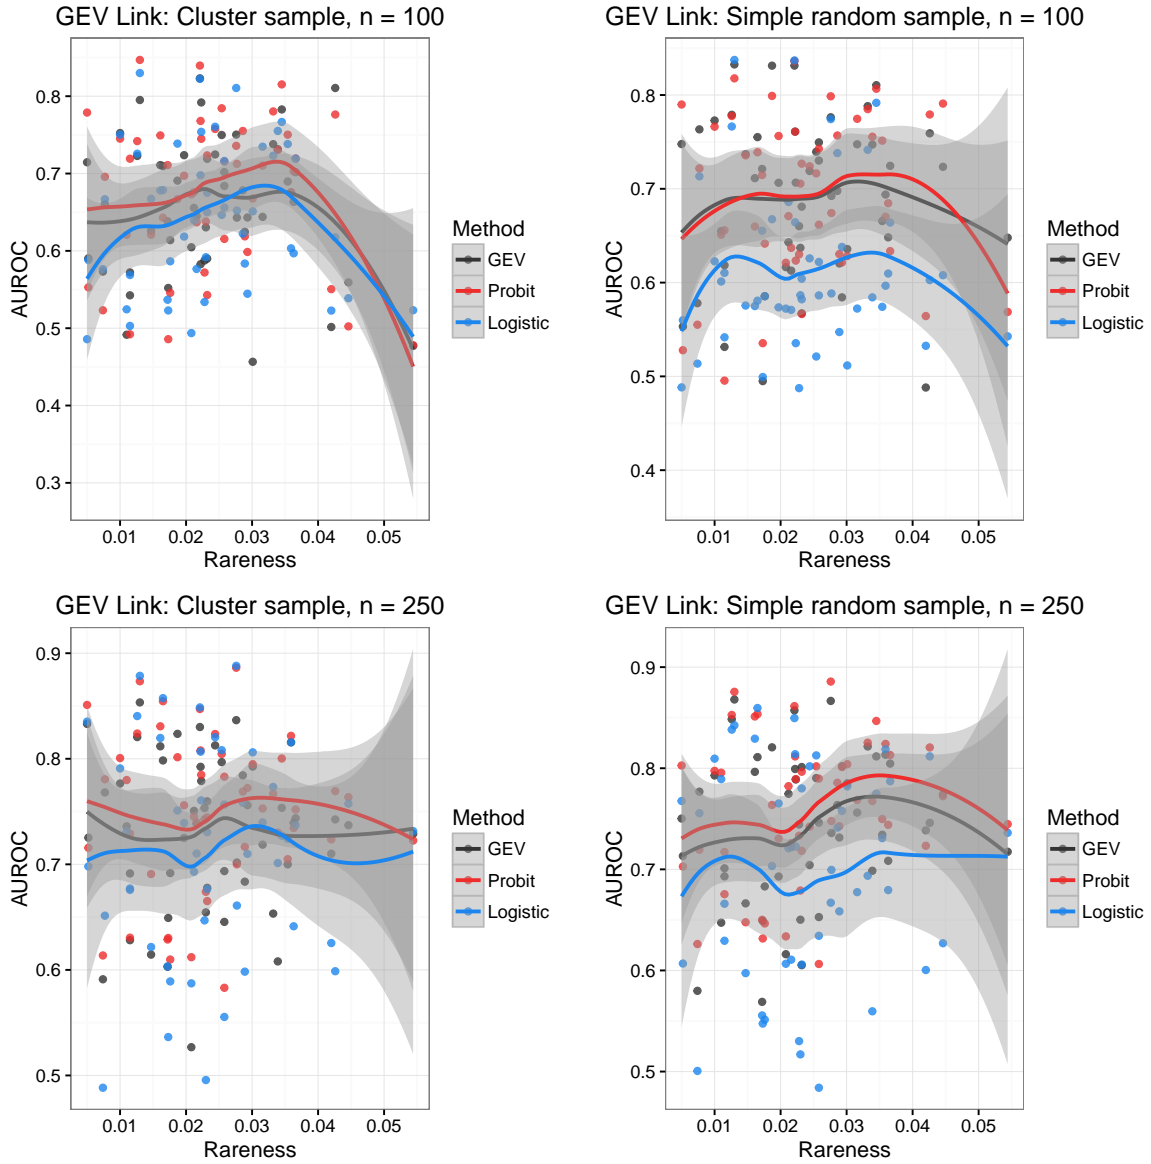 GEV Link: Cluster sample, n = 100
0.8
0.7
0.6
0.5
0.4
0.3
AUROC
0.01 0.02 0.03 0.04 0.05
Rareness
Method
GEV
Probit
Logistic
GEV Link: Simple random sample, n = 100
0.8
0.7
0.6
0.5
0.4
AUROC
0.01 0.02 0.03 0.04 0.05
Rareness
Method
GEV
Probit
Logistic
GEV Link: Cluster sample, n = 250
0.9
0.8
0.7
0.6
0.5
AUROC
0.01 0.02 0.03 0.04 0.05
Rareness
Method
GEV
Probit
Logistic
GEV Link: Simple random sample, n = 250
0.9
0.8
0.7
0.6
0.5
AUROC
0.01 0.02 0.03 0.04 0.05
Rareness
Method
GEV
Probit
Logistic